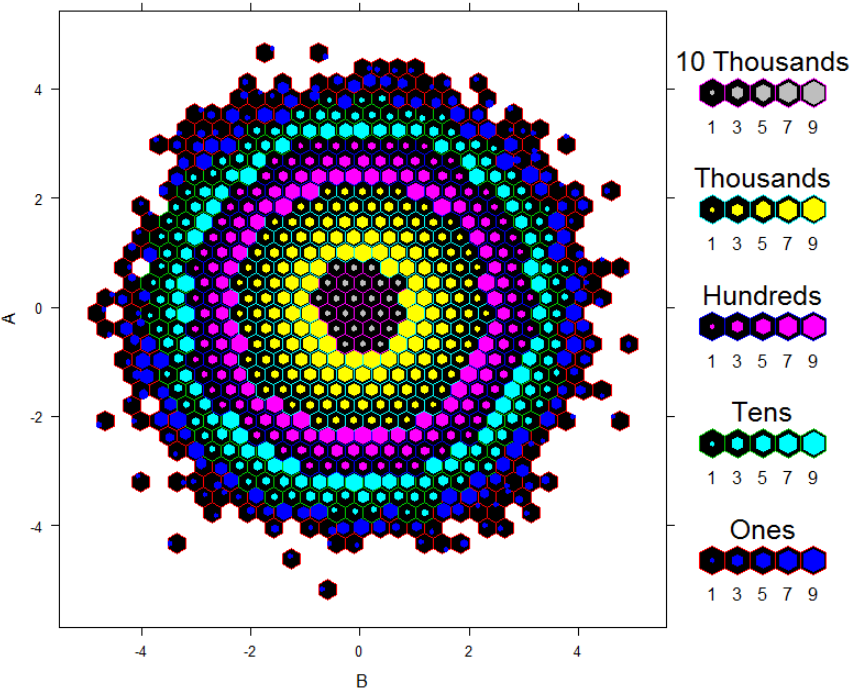 10 Thousands
1 3 5 7 9
Thousands
1 3 5 7 9
Hundreds
1 3 5 7 9
Tens
1 3 5 7 9
Ones
1 3 5 7 9
4
2
0
-2
-4
A
-4 -2 0 2 4
B